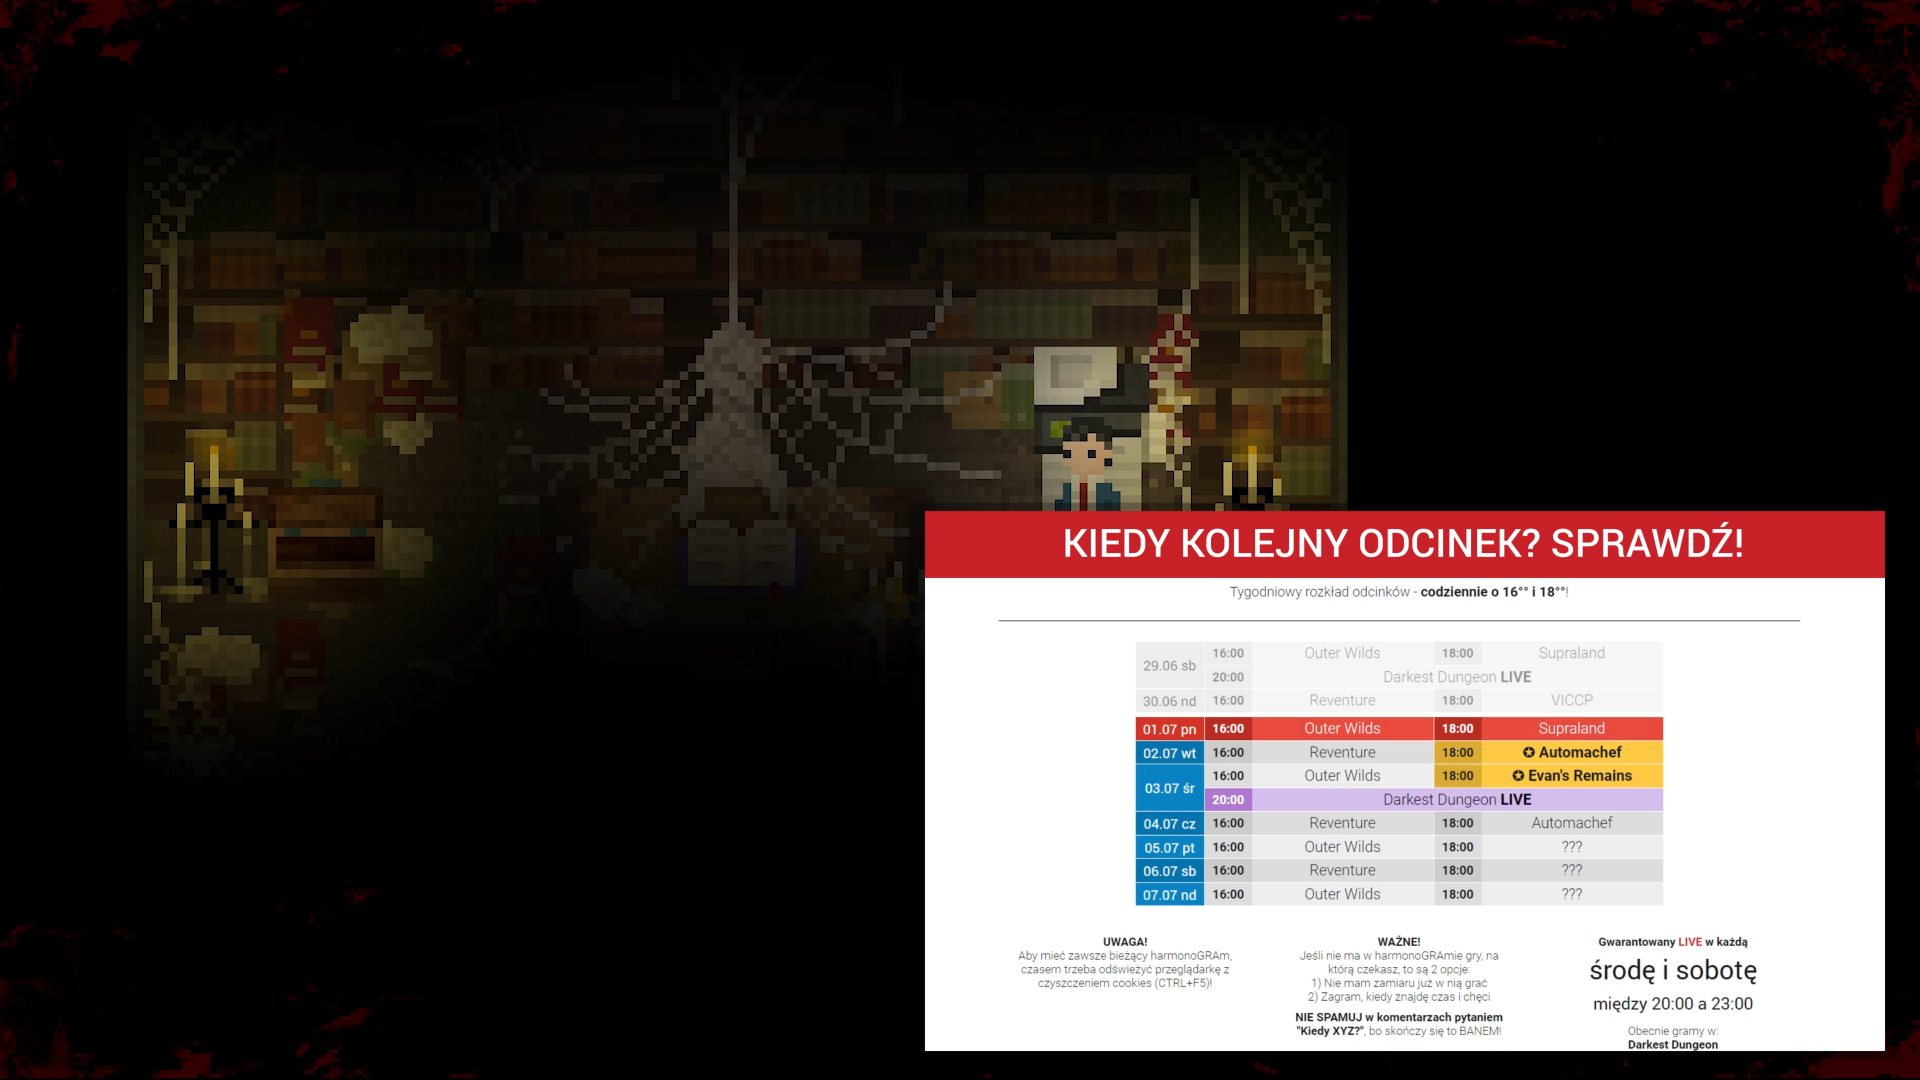 KIEDY KOLEJNY ODCINEK? SPRAWDŹ!
Tygodniowy rozkład odcinków - codziennie o 16°° i 18°°!
29.06 sb 16:00 Outer Wilds 18:00 Supraland
20:00 Darkest Dungeon LIVE
30.06 nd 16:00 Reventure 18:00 VICCP
01.07 pn 16:00 Outer Wilds 18:00 Supraland
02.07 wt 16:00 Reventure 18:00 ✪ Automachef
03.07 śr 16:00 Outer Wilds 18:00 ✪ Evan's Remains
20:00 Darkest Dungeon LIVE
04.07 cz 16:00 Reventure 18:00 Automachef
05.07 pt 16:00 Outer Wilds 18:00 ???
06.07 sb 16:00 Reventure 18:00 ???
07.07 nd 16:00 Outer Wilds 18:00 ???
UWAGA!
Aby mieć zawsze bieżący harmonoGRAm,
czasem trzeba odświeżyć przeglądarkę z
czyszczeniem cookies (CTRL+F5)!
WAŻNE!
Jeśli nie ma w harmonoGRAmie gry, na
którą czekasz, to są 2 opcje:
1) Nie mam zamiaru już w nią grać
2) Zagram, kiedy znajdę czas i chęci
NIE SPAMUJ w komentarzach pytaniem
"Kiedy XYZ?", bo skończy się to BANEM!
Gwarantowany LIVE w każdą
środę i sobotę
między 20:00 a 23:00
Obecnie gramy w:
Darkest Dungeon